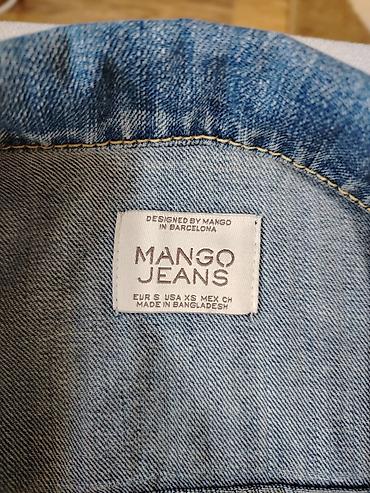 DESIGNED BY MANGO
IN BARCELONA
MANGO
JEANS
EUR S USA XS MEX CH
MADE IN BANGLADESH